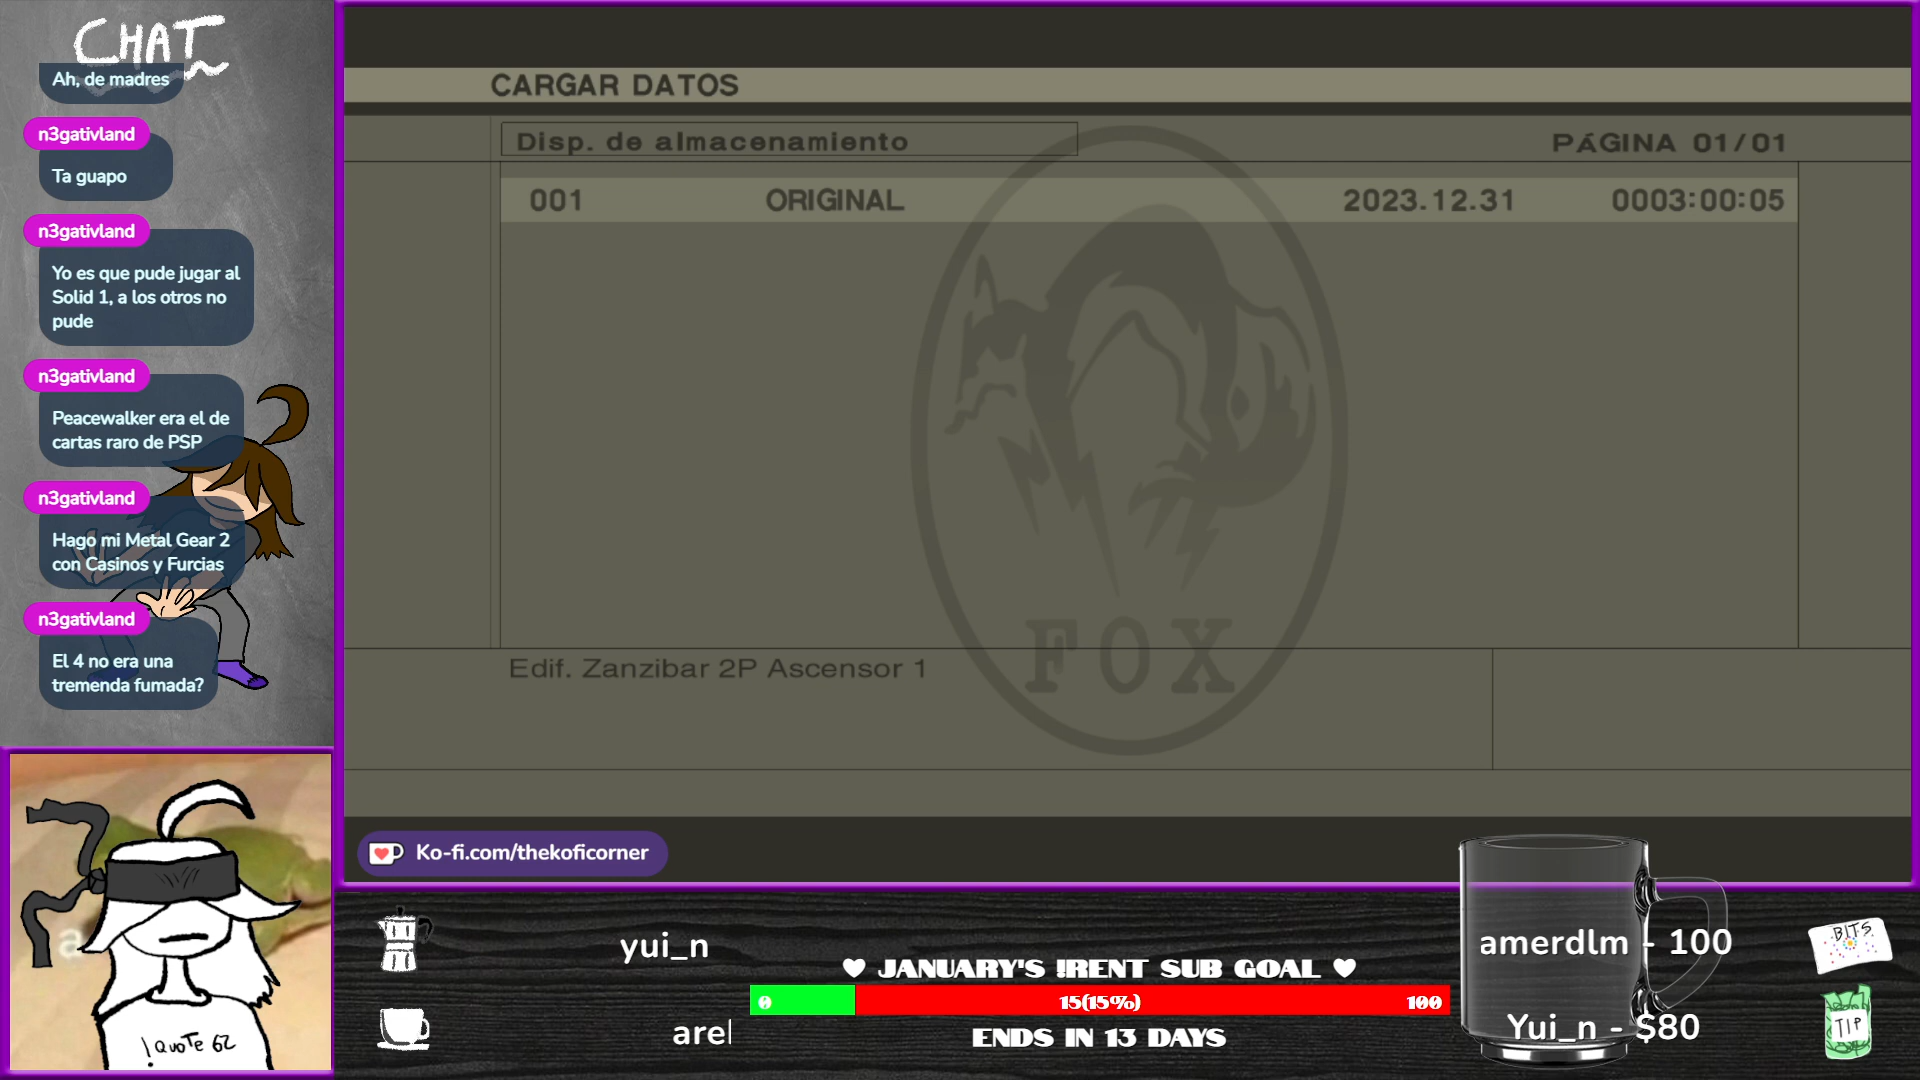 CHAT
Ah, de madres
n3gativland
Ta guapo
n3gativland
Yo es que pude jugar al
Solid 1, a los otros no
pude
n3gativland
Peacewalker era el de
cartas raro de PSP
n3gativland
Hago mi Metal Gear 2
con Casinos y Furcias
n3gativland
El 4 no era una
tremenda fumada?
!QuoTe 62
CARGAR DATOS
Disp. de almacenamiento
PÁGINA 01/01
001 ORIGINAL 2023.12.31 0003:00:05
FOX
Edif. Zanzibar 2P Ascensor 1
Ko-fi.com/thekoficorner
yui_n
arel
♥ JANUARY'S !RENT SUB GOAL ♥
0 15(15%) 100
ENDS IN 13 DAYS
amerdlm - 100
Yui_n - $80
BITS
TIP